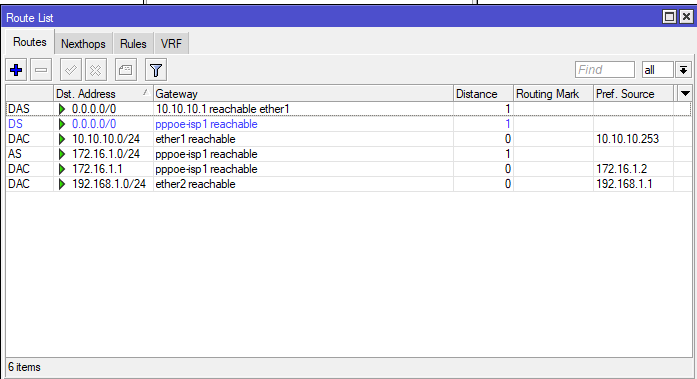 Route List
Routes Nexthops Rules VRF
Find all
Dst. Address Gateway Distance Routing Mark Pref. Source
DAS 0.0.0.0/0 10.10.10.1 reachable ether1 1
DS 0.0.0.0/0 pppoe-isp1 reachable 1
DAC 10.10.10.0/24 ether1 reachable 0 10.10.10.253
AS 172.16.1.0/24 pppoe-isp1 reachable 1
DAC 172.16.1.1 pppoe-isp1 reachable 0 172.16.1.2
DAC 192.168.1.0/24 ether2 reachable 0 192.168.1.1
6 items